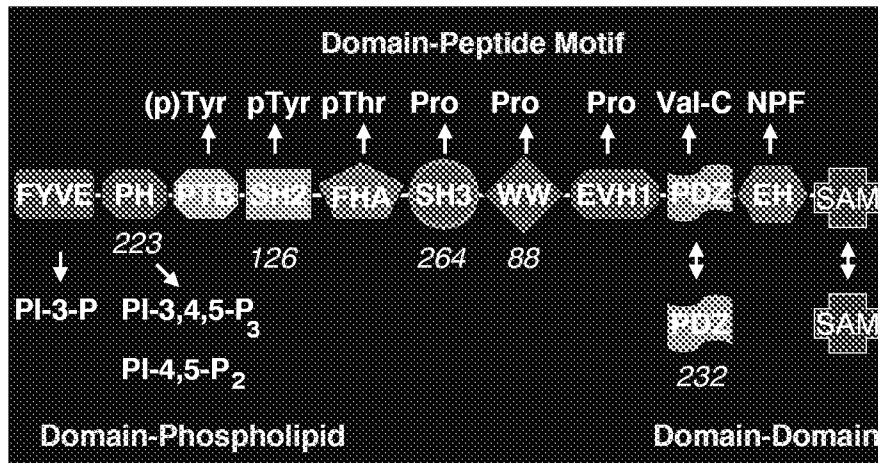 Domain-Peptide Motif
(p)Tyr pTyr pThr Pro Pro Pro Val-C NPF
FYVE PH PTB SH2 FHA SH3 WW EVH1 PDZ EH SAM
223 126 264 88
PI-3-P PI-3,4,5-P3 PDZ SAM
PI-4,5-P2 232
Domain-Phospholipid Domain-Domain